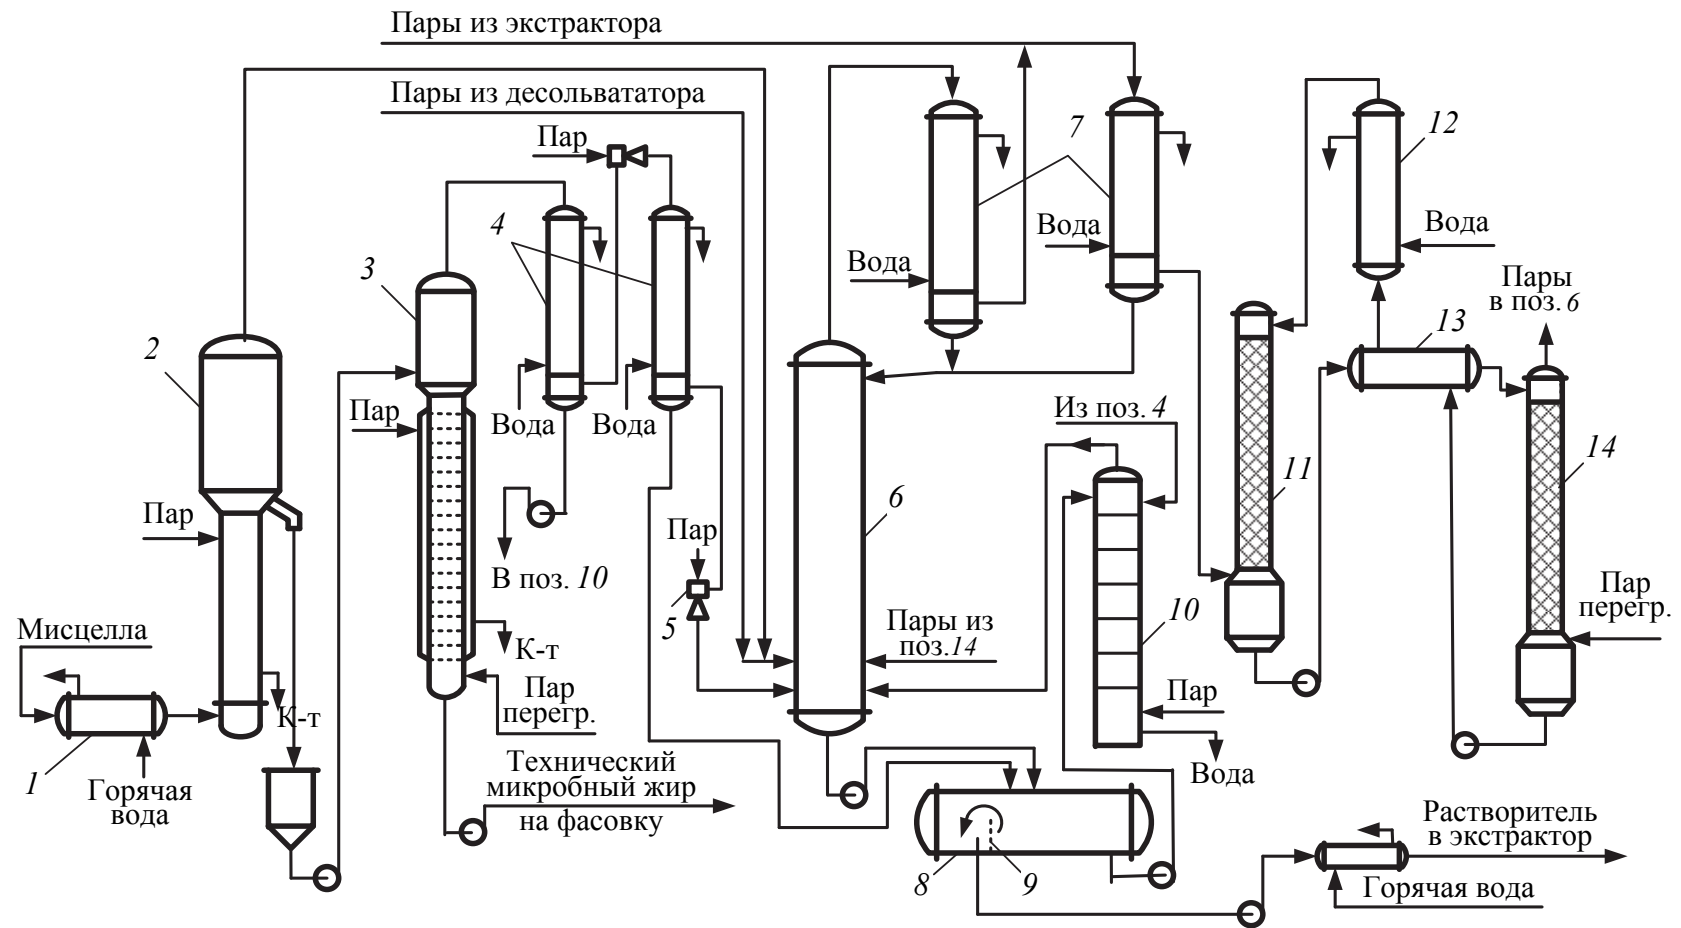 Пары из экстрактора
Пары из десольвататора
Пар
7
12
Вода
Вода
Вода
4
3
Пары
в поз. 6
13
2
Пар
Вода
Вода
Из поз. 4
14
11
6
Пар
Пар
В поз. 10
5
Пары из
поз.14
10
Пар
перегр.
Мисцелла
К-т
Пар
перегр.
К-т
Пар
1
Горячая
вода
Технический
микробный жир
на фасовку
Вода
8
9
Растворитель
в экстрактор
Горячая вода